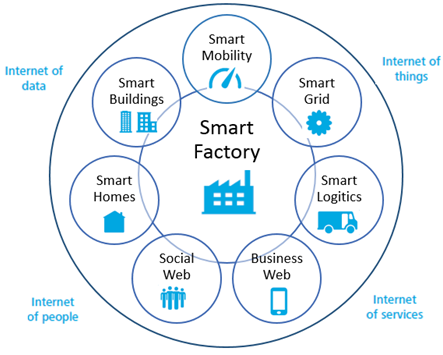 Smart
Mobility
Internet of
data
Internet of
things
Smart
Buildings
Smart
Grid
Smart
Factory
Smart
Homes
Smart
Logitics
Social
Web
Business
Web
Internet
of people
Internet
of services